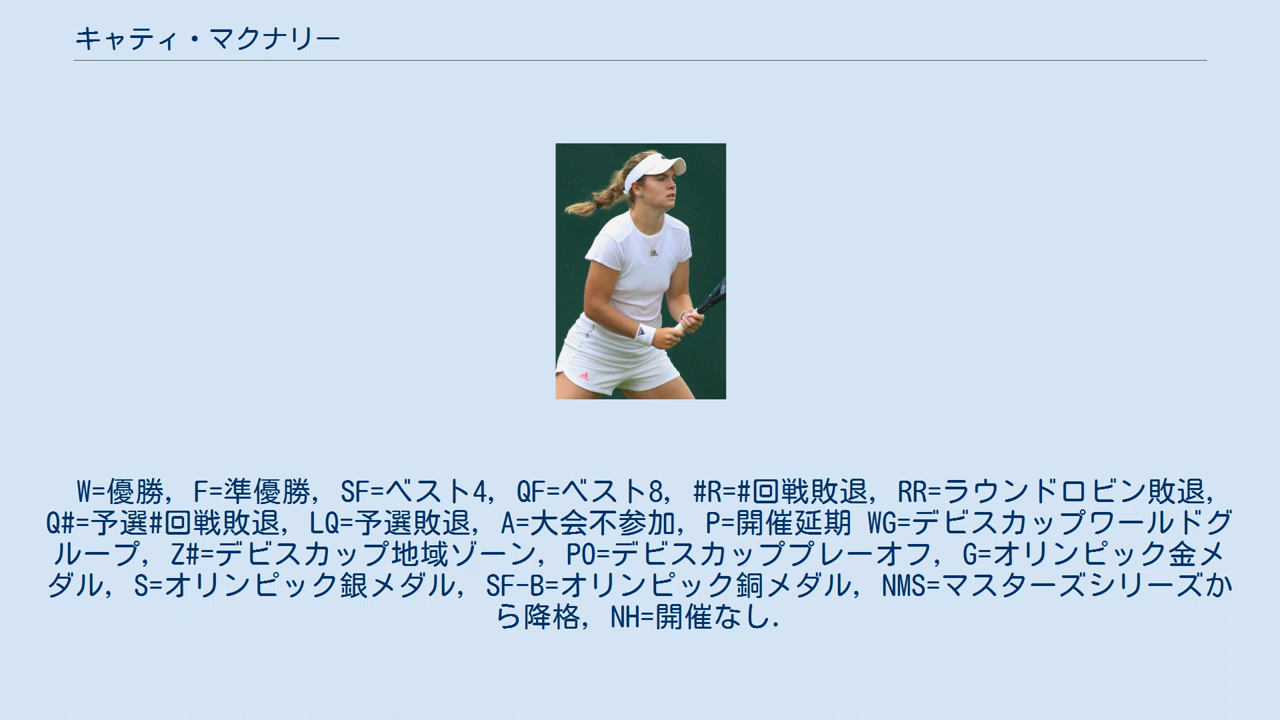 キャティ・マクナリー
W=優勝, F=準優勝, SF=ベスト4, QF=ベスト8, #R=#回戦敗退, RR=ラウンドロビン敗退,
Q#=予選#回戦敗退, LQ=予選敗退, A=大会不参加, P=開催延期 WG=デビスカップワールドグ
ループ, Z#=デビスカップ地域ゾーン, PO=デビスカッププレーオフ, G=オリンピック金メ
ダル, S=オリンピック銀メダル, SF-B=オリンピック銅メダル, NMS=マスターズシリーズか
ら降格, NH=開催なし.